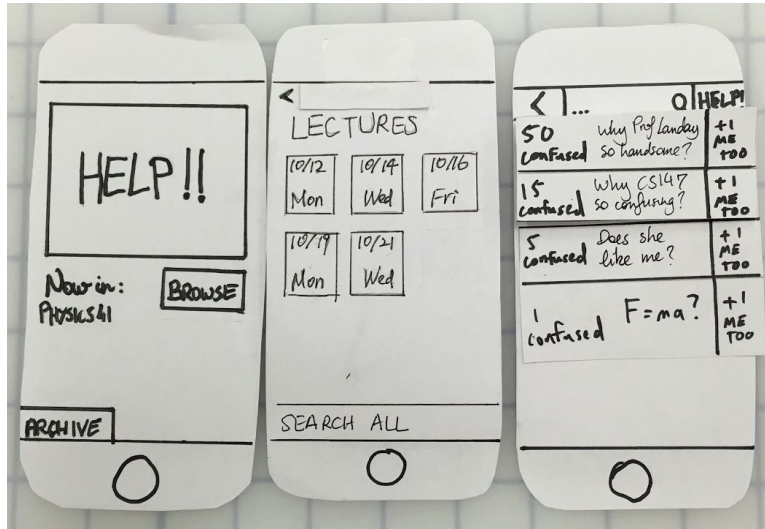 HELP!!
Now in:
PHYSICS41
BROWSE
ARCHIVE
<
LECTURES
10/12
Mon
10/14
Wed
10/16
Fri
10/19
Mon
10/21
Wed
SEARCH ALL
< ... HELP!
50
confused
Why Prof Landay
so handsome?
+1
ME
TOO
15
confused
Why CS147
so confusing?
+1
ME
TOO
5
confused
Does she
like me?
+1
ME
TOO
1
confused
F=ma?
+1
ME
TOO